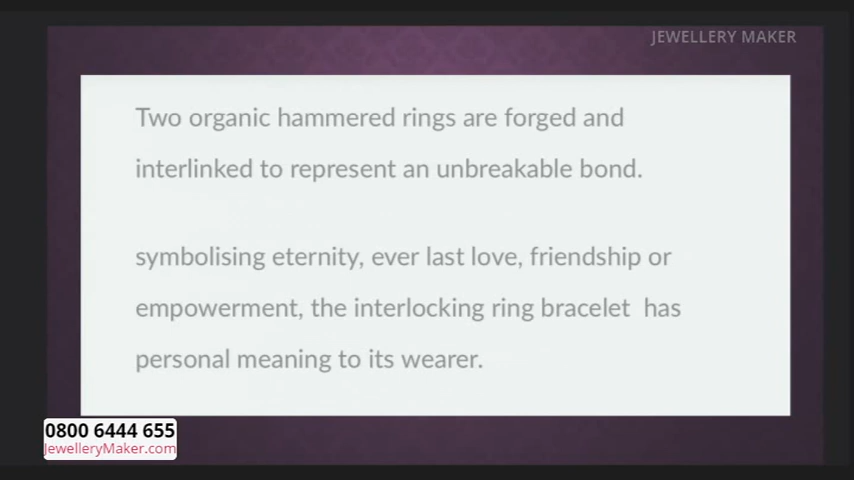 JEWELLERY MAKER
Two organic hammered rings are forged and
interlinked to represent an unbreakable bond.
symbolising eternity, ever last love, friendship or
empowerment, the interlocking ring bracelet  has
personal meaning to its wearer.
0800 6444 655
JewelleryMaker.com